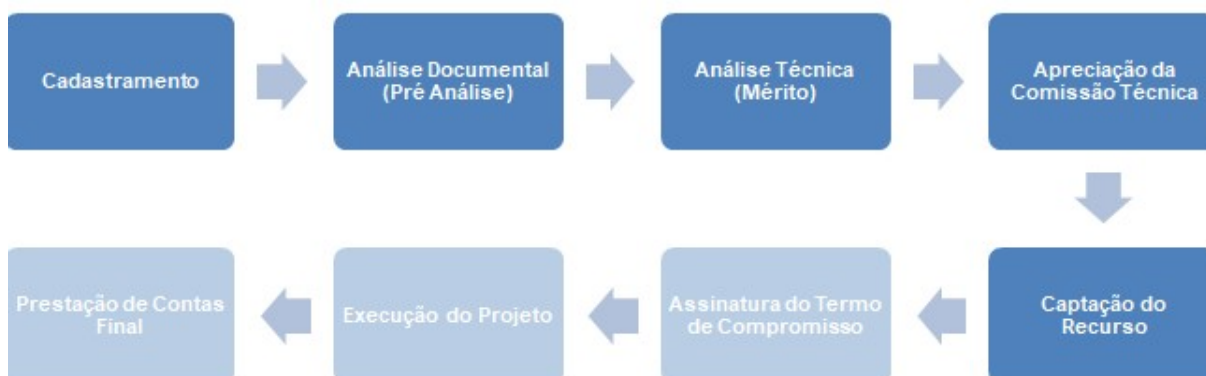 Cadastramento
Análise Documental
(Pré Análise)
Análise Técnica
(Mérito)
Apreciação da
Comissão Técnica
Captação do
Recurso
Assinatura do Termo
de Compromisso
Execução do Projeto
Prestação de Contas
Final